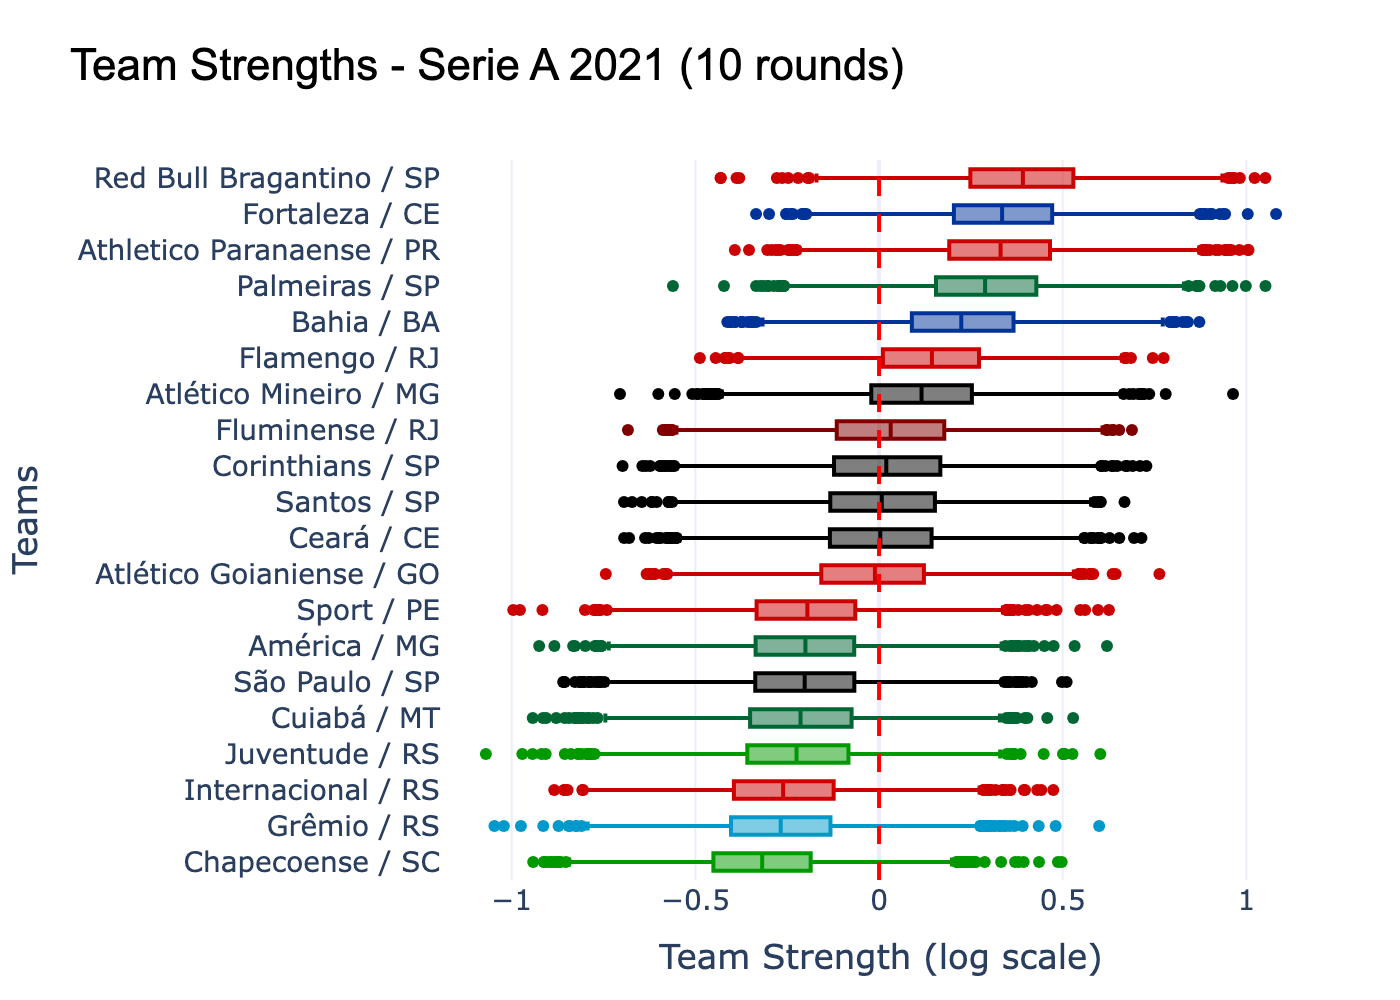 Team Strengths - Serie A 2021 (10 rounds)
Teams
Red Bull Bragantino / SP
Fortaleza / CE
Athletico Paranaense / PR
Palmeiras / SP
Bahia / BA
Flamengo / RJ
Atlético Mineiro / MG
Fluminense / RJ
Corinthians / SP
Santos / SP
Ceará / CE
Atlético Goianiense / GO
Sport / PE
América / MG
São Paulo / SP
Cuiabá / MT
Juventude / RS
Internacional / RS
Grêmio / RS
Chapecoense / SC
−1 −0.5 0 0.5 1
Team Strength (log scale)